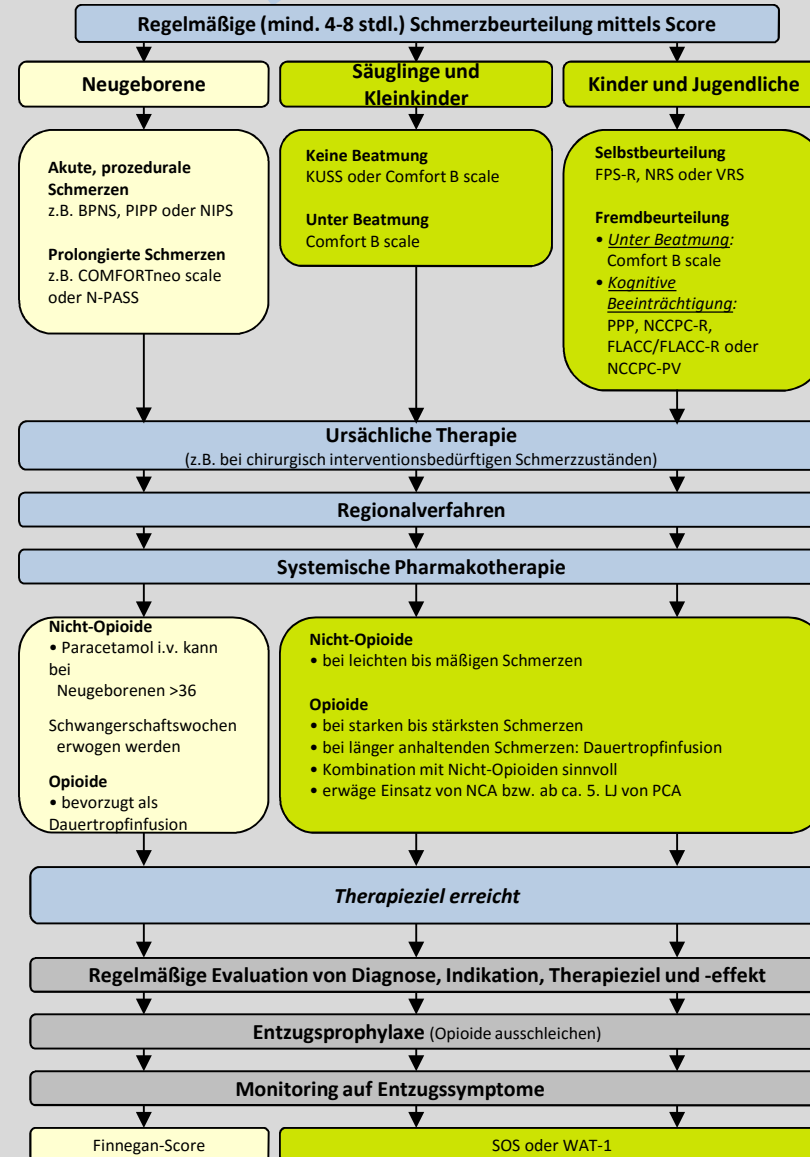 Regelmäßige (mind. 4-8 stdl.) Schmerzbeurteilung mittels Score
Neugeborene
Säuglinge und
Kleinkinder
Kinder und Jugendliche
Akute, prozedurale
Schmerzen
z.B. BPNS, PIPP oder NIPS
Prolongierte Schmerzen
z.B. COMFORTneo scale
oder N-PASS
Keine Beatmung
KUSS oder Comfort B scale
Unter Beatmung
Comfort B scale
Selbstbeurteilung
FPS-R, NRS oder VRS
Fremdbeurteilung
• Unter Beatmung:
Comfort B scale
• Kognitive
Beeinträchtigung:
PPP, NCCPC-R,
FLACC/FLACC-R oder
NCCPC-PV
Ursächliche Therapie
(z.B. bei chirurgisch interventionsbedürftigen Schmerzzuständen)
Regionalverfahren
Systemische Pharmakotherapie
Nicht-Opioide
• Paracetamol i.v. kann
bei
Neugeborenen >36
Schwangerschaftswochen
erwogen werden
Opioide
• bevorzugt als
Dauertropfinfusion
Nicht-Opioide
• bei leichten bis mäßigen Schmerzen
Opioide
• bei starken bis stärksten Schmerzen
• bei länger anhaltenden Schmerzen: Dauertropfinfusion
• Kombination mit Nicht-Opioiden sinnvoll
• erwäge Einsatz von NCA bzw. ab ca. 5. LJ von PCA
Therapieziel erreicht
Regelmäßige Evaluation von Diagnose, Indikation, Therapieziel und -effekt
Entzugsprophylaxe (Opioide ausschleichen)
Monitoring auf Entzugssymptome
Finnegan-Score
SOS oder WAT-1